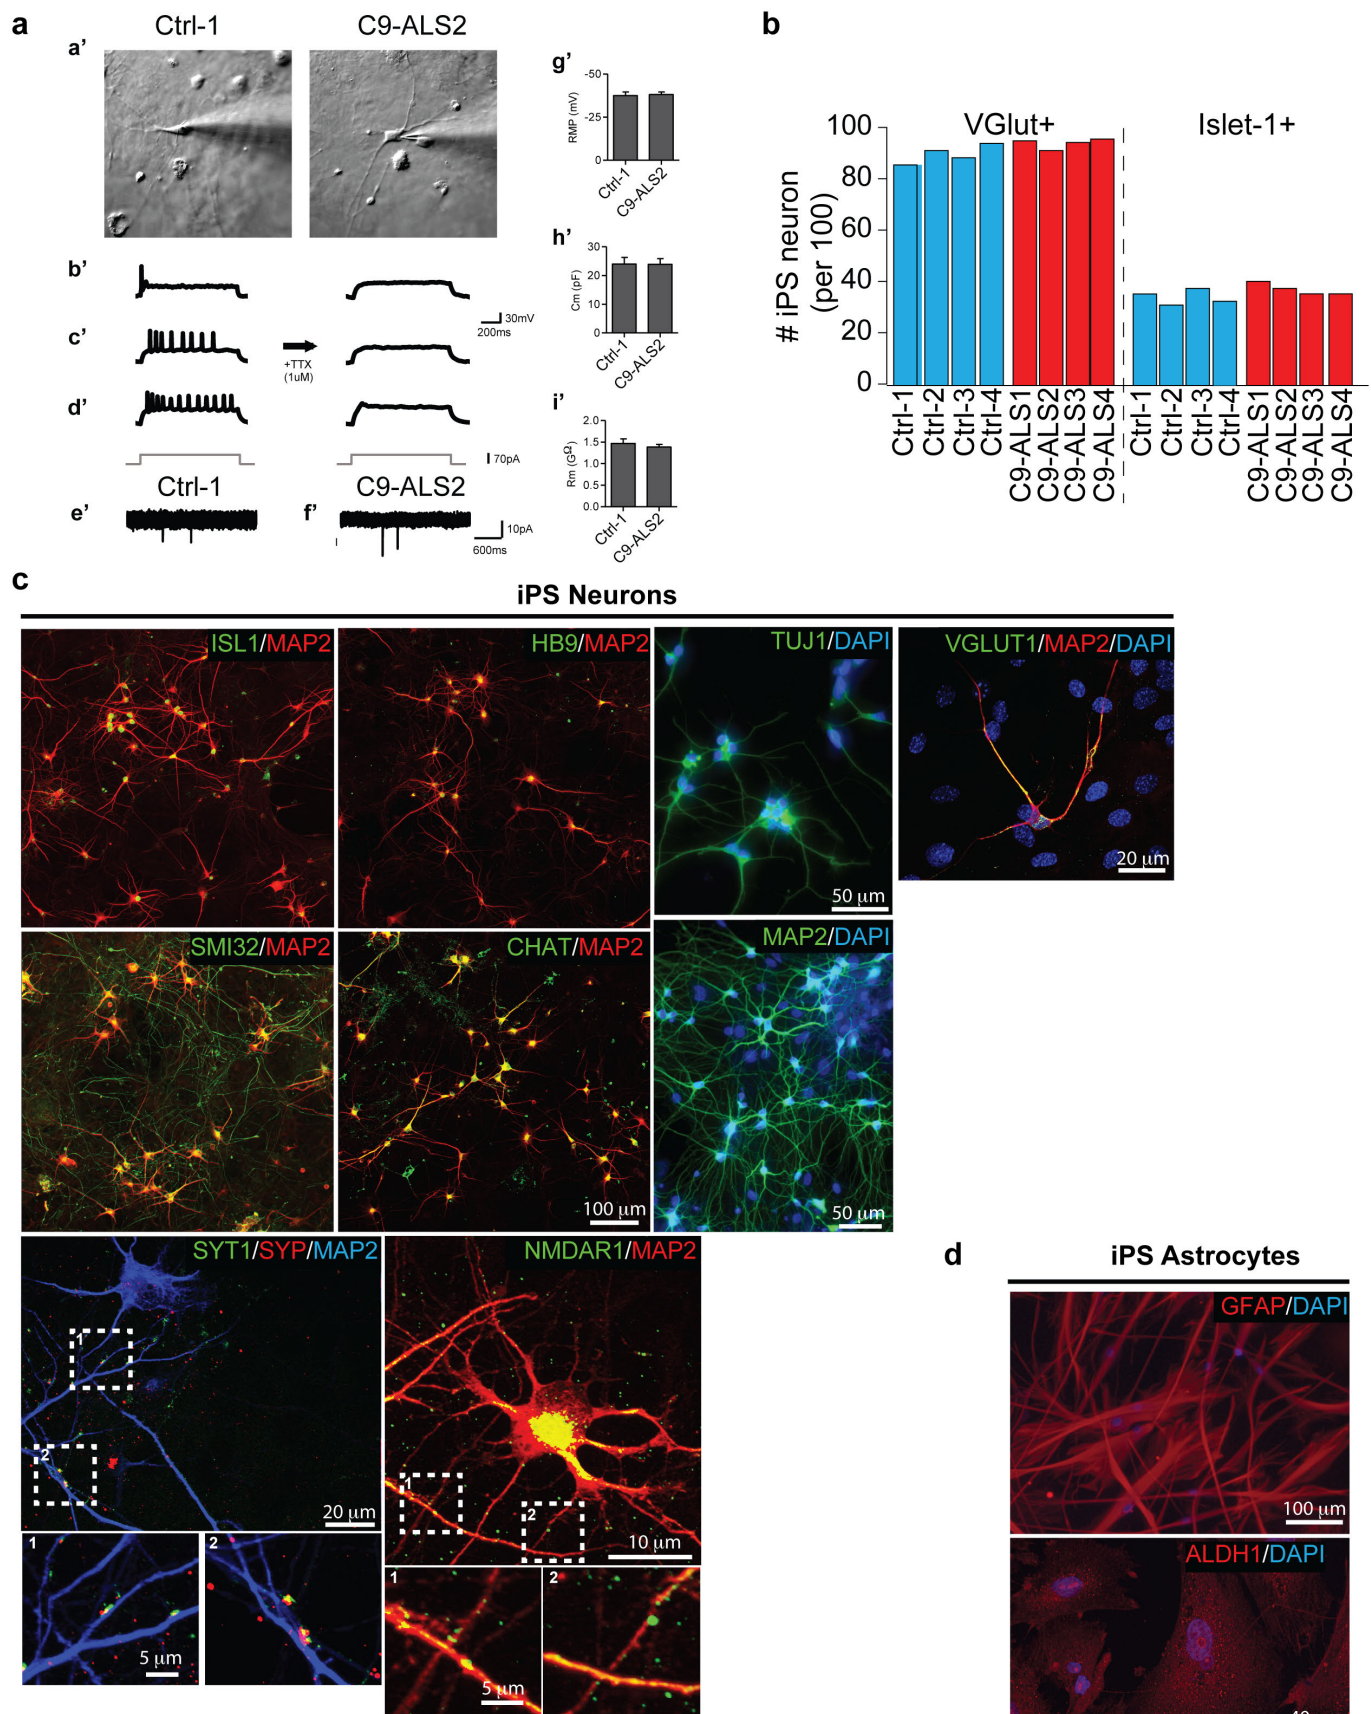 a
Ctrl-1
C9-ALS2
a’
b’
c’
d’
+TTX
(1uM)
30mV
200ms
70pA
Ctrl-1
C9-ALS2
e’
f’
10pA
600ms
g’
-50
-25
0
RMP (mV)
Ctrl-1
C9-ALS2
h’
30
20
10
0
Cm (pF)
Ctrl-1
C9-ALS2
i’
2.0
1.5
1.0
0.5
0.0
Rm (GΩ)
Ctrl-1
C9-ALS2
b
VGlut+
Islet-1+
100
80
60
40
20
0
# iPS neuron
(per 100)
Ctrl-1
Ctrl-2
Ctrl-3
Ctrl-4
C9-ALS1
C9-ALS2
C9-ALS3
C9-ALS4
Ctrl-1
Ctrl-2
Ctrl-3
Ctrl-4
C9-ALS1
C9-ALS2
C9-ALS3
C9-ALS4
c
iPS Neurons
ISL1/MAP2
HB9/MAP2
TUJ1/DAPI
50 µm
VGLUT1/MAP2/DAPI
20 µm
SMI32/MAP2
CHAT/MAP2
100 µm
MAP2/DAPI
50 µm
SYT1/SYP/MAP2
1
2
20 µm
1
5 µm
2
NMDAR1/MAP2
1
2
10 µm
1
5 µm
2
d
iPS Astrocytes
GFAP/DAPI
100 µm
ALDH1/DAPI